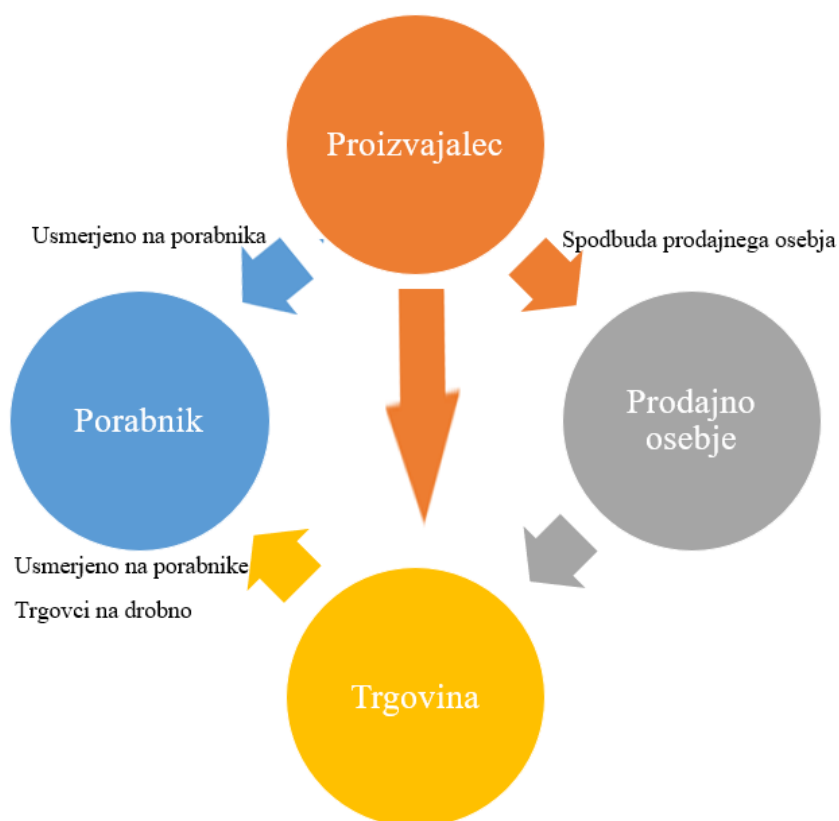 Proizvajalec
Usmerjeno na porabnika
Spodbuda prodajnega osebja
Porabnik
Prodajno
osebje
Usmerjeno na porabnike
Trgovci na drobno
Trgovina